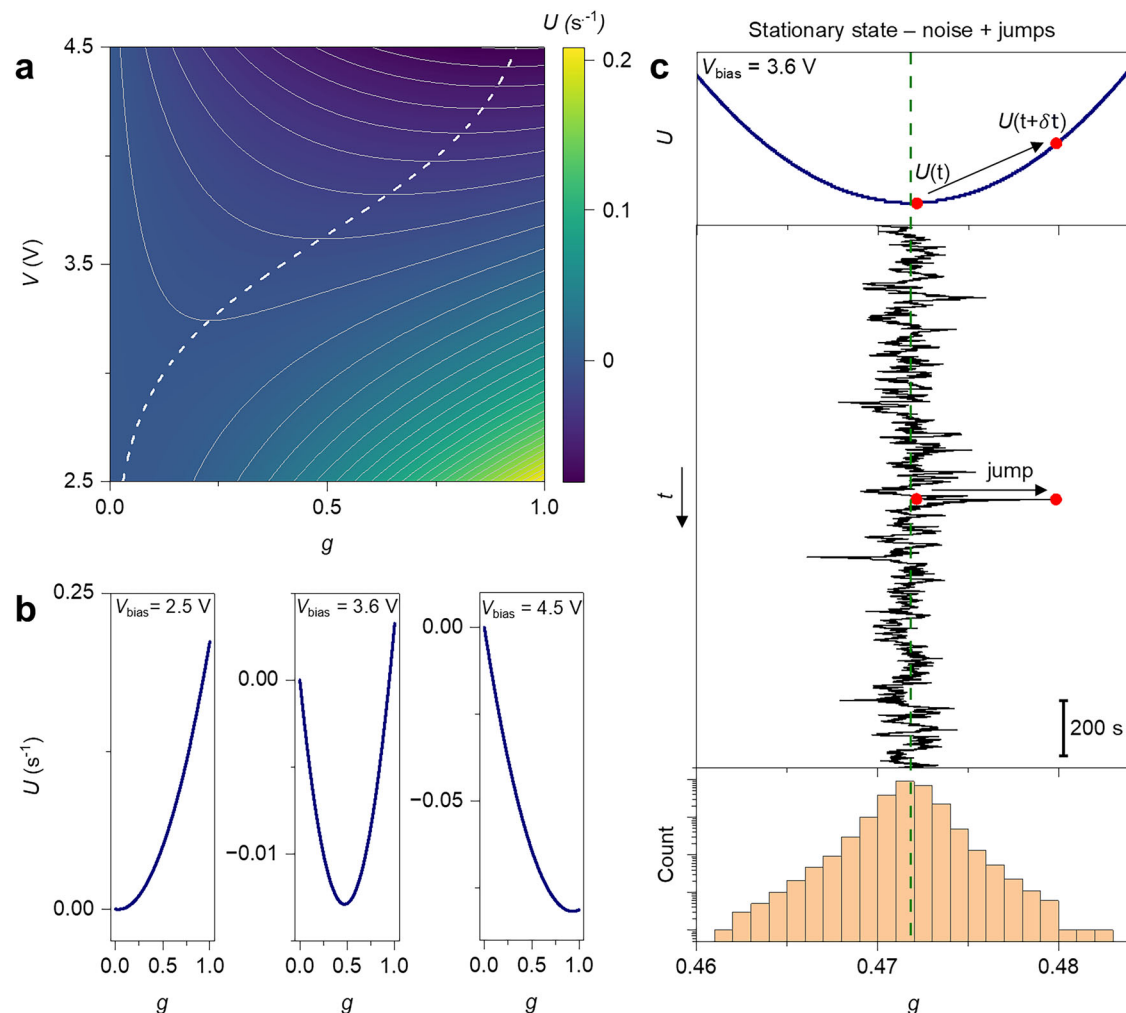 a
U (s⁻¹)
4.5
3.5
2.5
V (V)
0.0
0.5
1.0
g
0.2
0.1
0
b
0.25
0.00
U (s⁻¹)
V_bias = 2.5 V
0.0 0.5 1.0
g
V_bias = 3.6 V
0.00
−0.01
0.0 0.5 1.0
g
V_bias = 4.5 V
0.00
−0.05
0.0 0.5 1.0
g
Stationary state – noise + jumps
c
V_bias = 3.6 V
U
U(t+δt)
U(t)
t
jump
200 s
Count
0.46 0.47 0.48
g